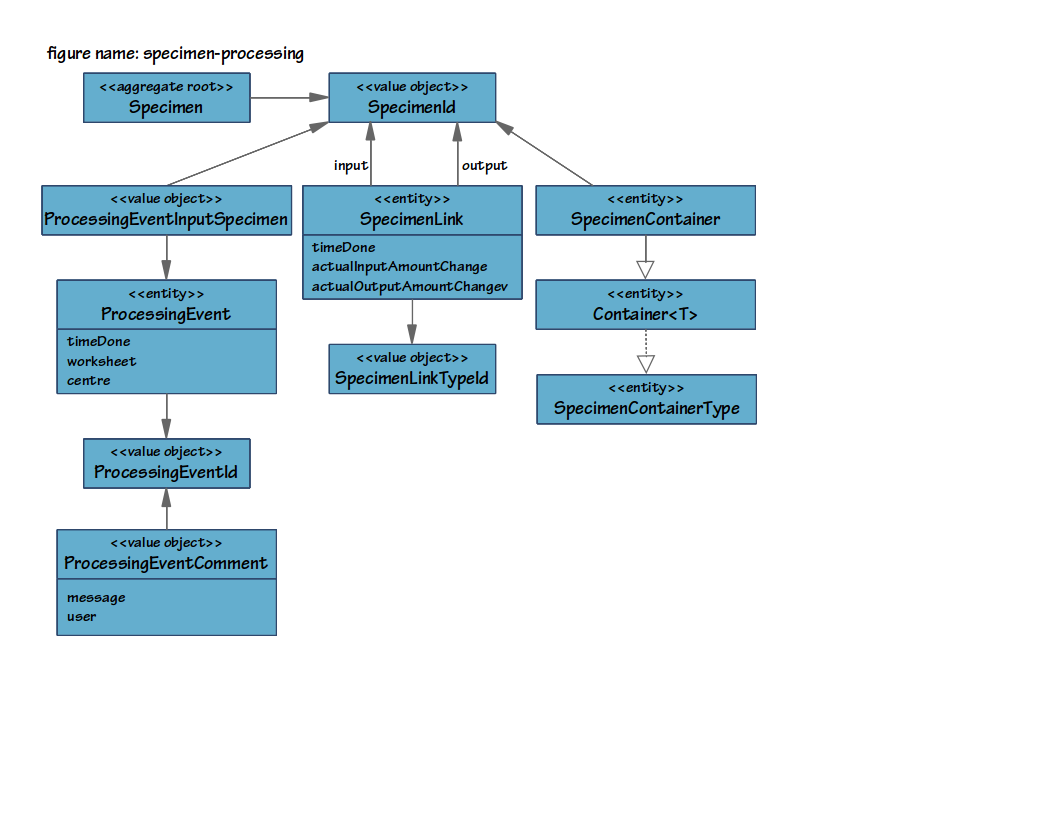 figure name: specimen-processing
<<aggregate root>>
Specimen
<<value object>>
SpecimenId
input
output
<<value object>>
ProcessingEventInputSpecimen
<<entity>>
SpecimenLink
timeDone
actualInputAmountChange
actualOutputAmountChangev
<<entity>>
SpecimenContainer
<<entity>>
ProcessingEvent
timeDone
worksheet
centre
<<entity>>
Container<T>
<<value object>>
SpecimenLinkTypeId
<<entity>>
SpecimenContainerType
<<value object>>
ProcessingEventId
<<value object>>
ProcessingEventComment
message
user